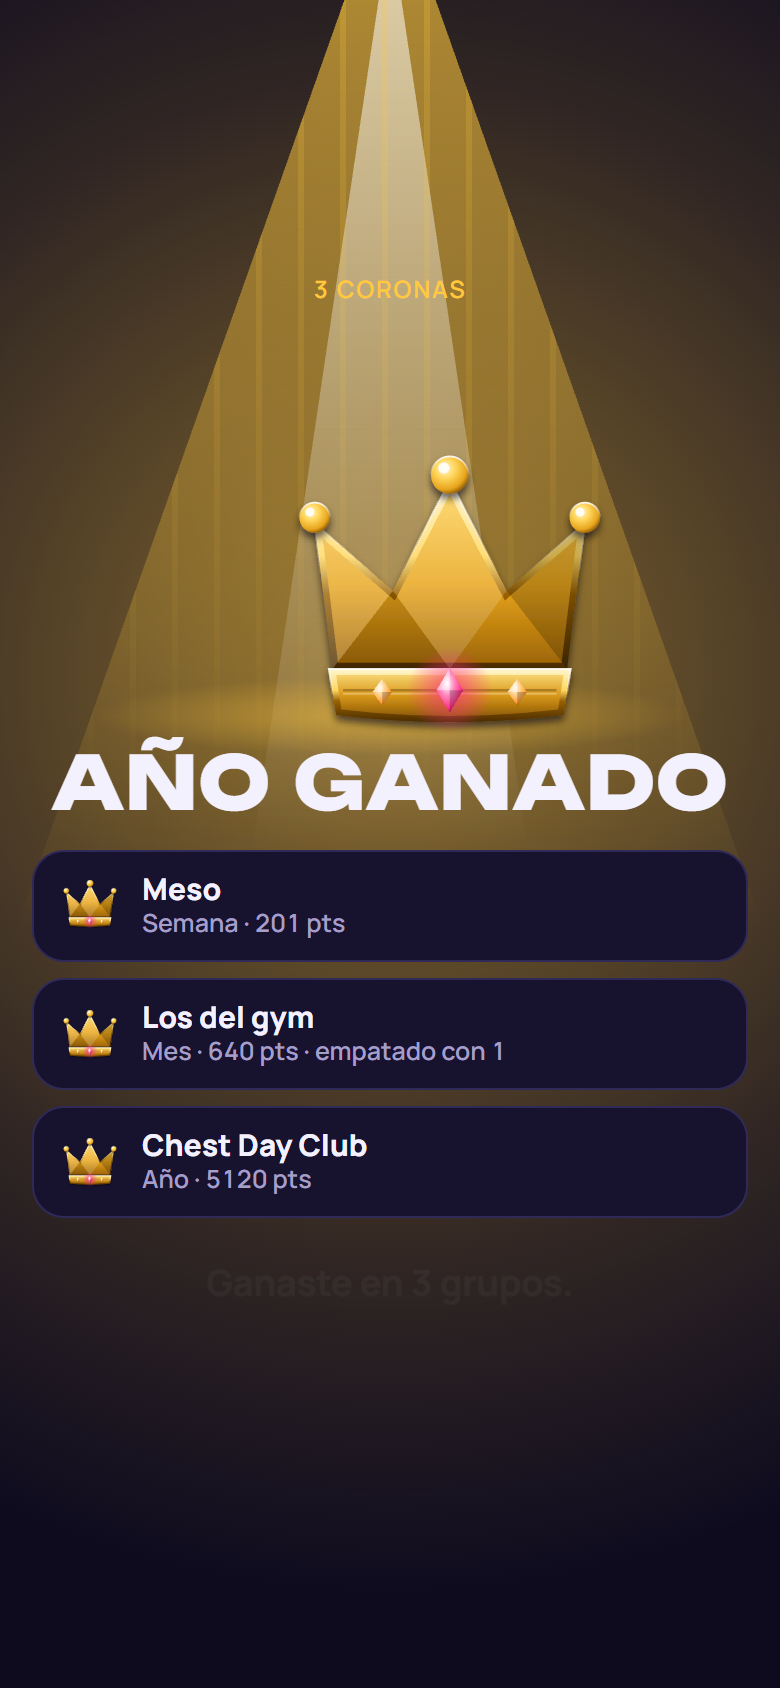 3 CORONAS
AÑO GANADO
Meso
Semana · 201 pts
Los del gym
Mes · 640 pts · empatado con 1
Chest Day Club
Año · 5120 pts
Ganaste en 3 grupos.